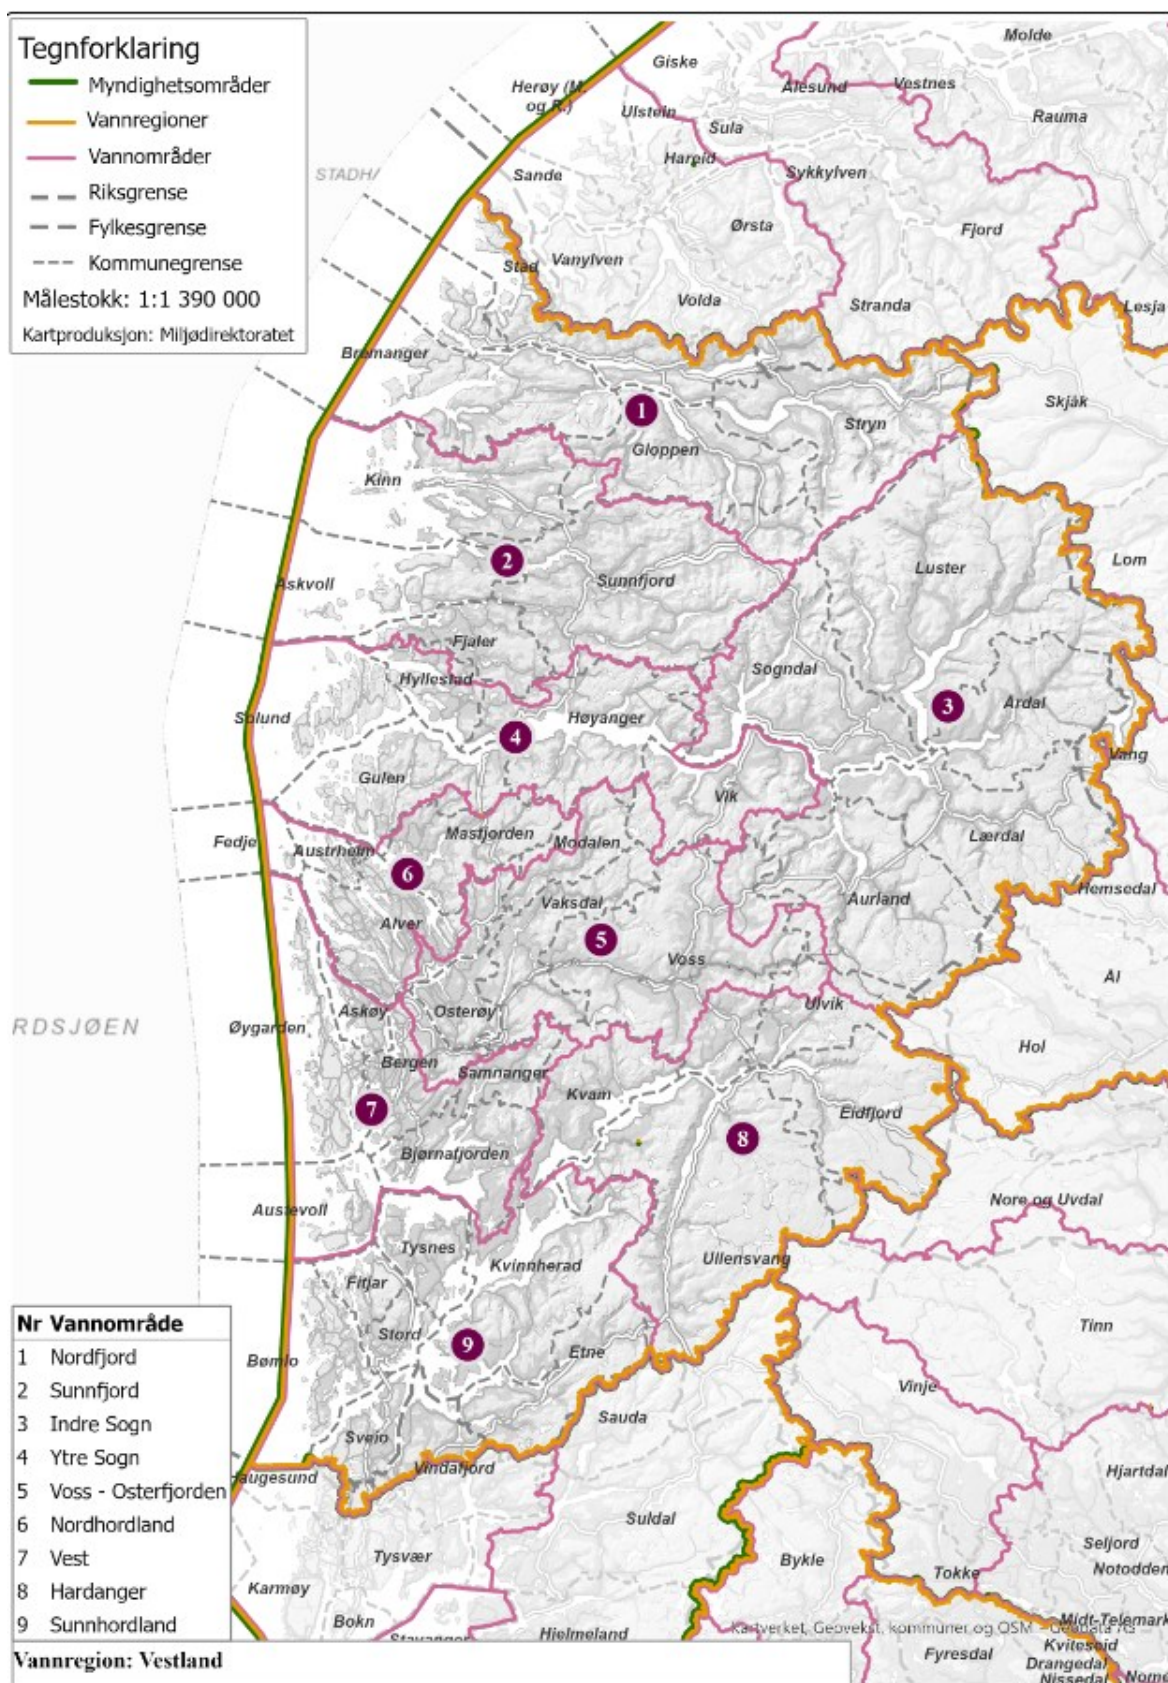 Tegnforklaring
Myndighetsområder
Vannregioner
Vannområder
Riksgrense
Fylkesgrense
Kommunegrense
Målestokk: 1:1 390 000
Kartproduksjon: Miljødirektoratet
Molde
Giske
Herøy (M.
og R.)
Ålesund
Vestnes
Ulstein
Rauma
Sula
Hareid
STADHA
Sande
Sykkylven
Ørsta
Fjord
Vanylven
Stad
Volda
Stranda
Lesja
Bremanger
Skjåk
1
Stryn
Gloppen
Kinn
2
Lom
Luster
Askvoll
Sunnfjord
Fjaler
Sogndal
Hyllestad
3
Årdal
Solund
Høyanger
4
Vang
Gulen
Vik
Masfjorden
Modalen
Lærdal
Fedje
Austrheim
6
Hemsedal
Vaksdal
Aurland
Alver
5
Voss
Ål
Ulvik
Askøy
Osterøy
RDSJØEN
Øygarden
Hol
Bergen
Samnanger
Kvam
7
Eidfjord
8
Bjørnafjorden
Nore og Uvdal
Austevoll
Tysnes
Ullensvang
Kvinnherad
Fitjar
Stord
Tinn
9
Etne
Bømlo
Vinje
Sauda
Sveio
Vindafjord
augesund
Hjartdal
Suldal
Seljord
Tysvær
Bykle
Notodden
Tokke
Karmøy
Bokn
Midt-Telemark
Stavanger
Hjelmeland
Kartverket, Geovekst, kommuner og OSM - Geodata AS
Kviteseid
Fyresdal
Drangedal
Nissedal
Nome
Nr Vannområde
1 Nordfjord
2 Sunnfjord
3 Indre Sogn
4 Ytre Sogn
5 Voss - Osterfjorden
6 Nordhordland
7 Vest
8 Hardanger
9 Sunnhordland
Vannregion: Vestland